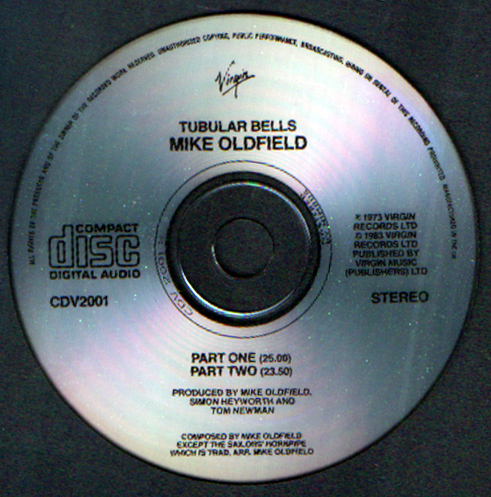 ALL RIGHTS OF THE PRODUCER AND OF THE OWNER OF THE RECORDED WORK RESERVED. UNAUTHORISED COPYING, PUBLIC PERFORMANCE, BROADCASTING, HIRING OR RENTAL OF THIS RECORDING PROHIBITED. MANUFACTURED IN THE UK
Virgin
TUBULAR BELLS
MIKE OLDFIELD
COMPACT
disc
DIGITAL AUDIO
℗ 1973 VIRGIN
RECORDS LTD
© 1983 VIRGIN
RECORDS LTD
PUBLISHED BY
VIRGIN MUSIC
(PUBLISHERS) LTD
CDV2001
STEREO
PART ONE (25.00)
PART TWO (23.50)
PRODUCED BY MIKE OLDFIELD,
SIMON HEYWORTH AND
TOM NEWMAN
COMPOSED BY MIKE OLDFIELD
EXCEPT THE SAILORS' HORNPIPE
WHICH IS TRAD. ARR. MIKE OLDFIELD